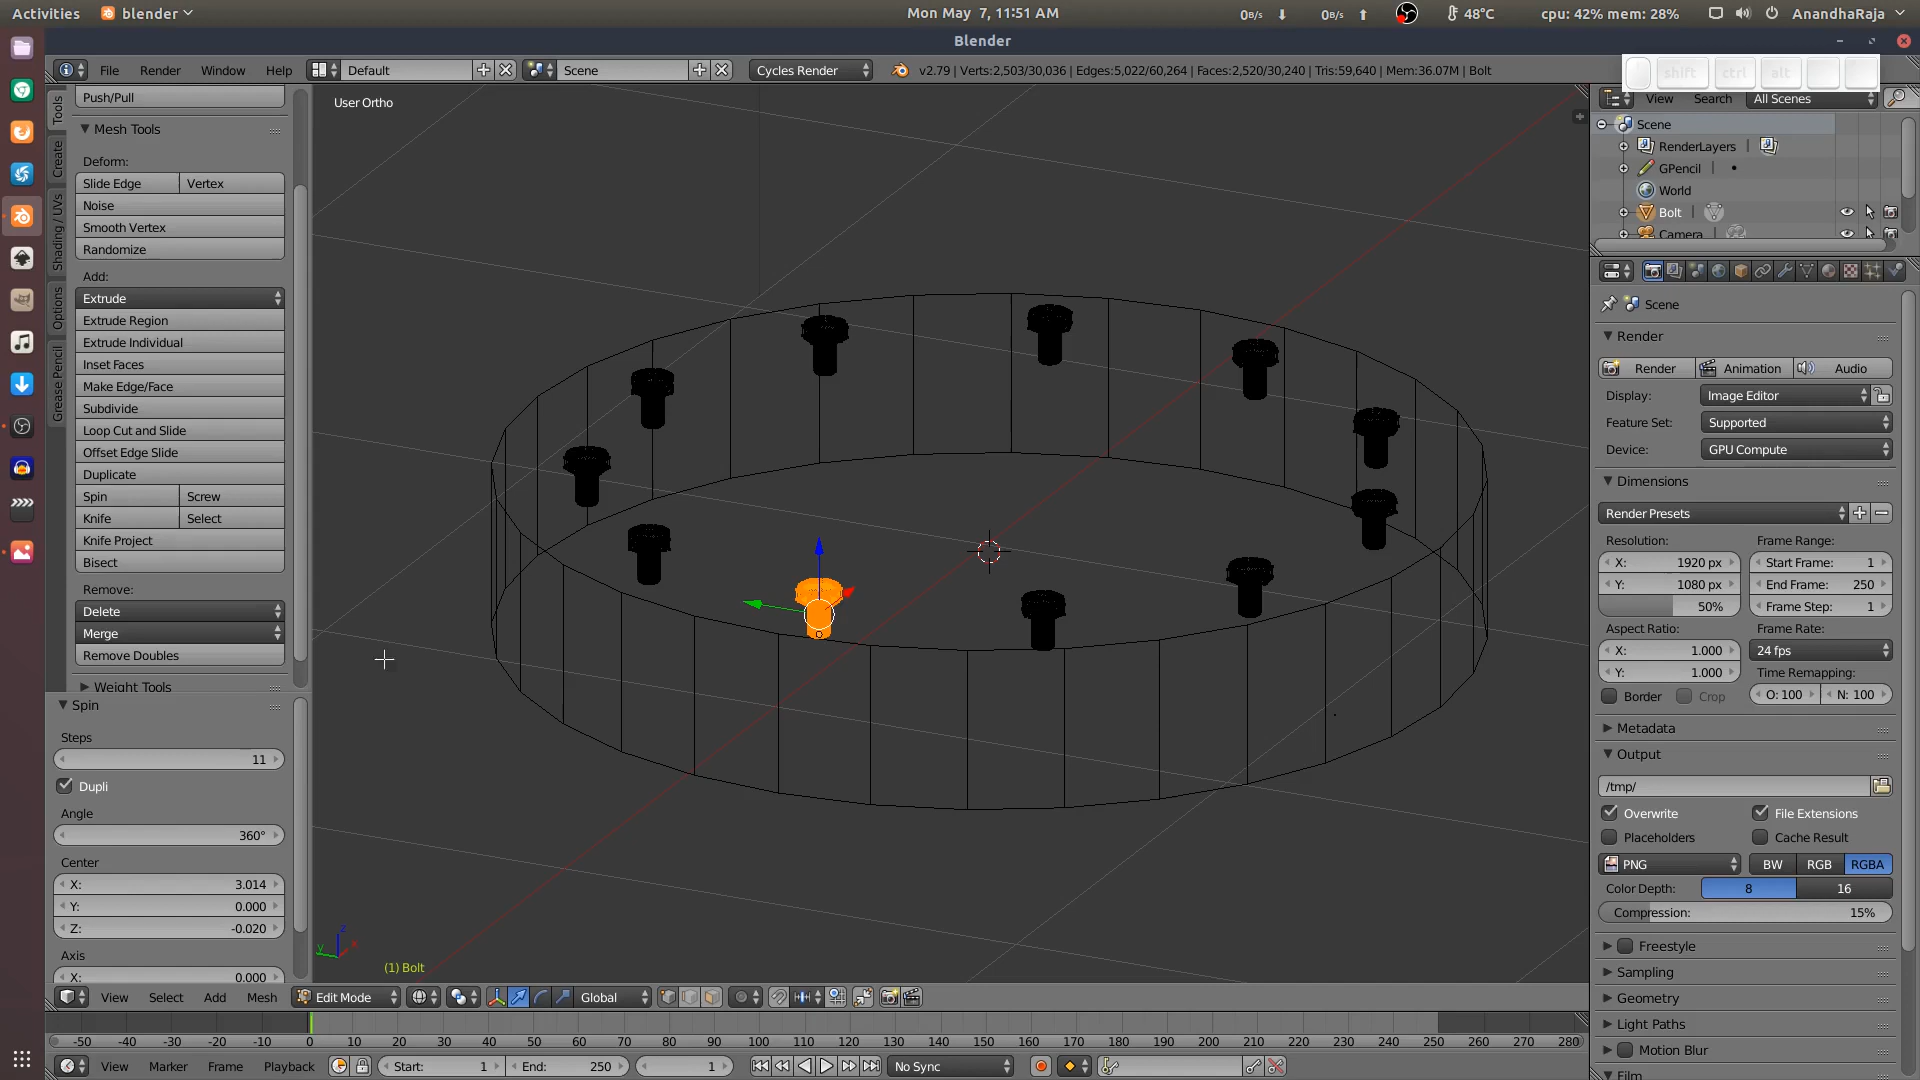 Activities blender Mon May 7, 11:51 AM 0B/s 0B/s 48°C cpu: 42% mem: 28% AnandhaRaja
Blender
File Render Window Help Default Scene Cycles Render v2.79 | Verts:2,503/30,036 | Edges:5,022/60,264 | Faces:2,520/30,240 | Tris:59,640 | Mem:36.07M | Bolt
shift ctrl alt
View Search All Scenes
Tools
Create
Shading / UVs
Options
Grease Pencil
Push/Pull
Mesh Tools
Deform:
Slide Edge Vertex
Noise
Smooth Vertex
Randomize
Add:
Extrude
Extrude Region
Extrude Individual
Inset Faces
Make Edge/Face
Subdivide
Loop Cut and Slide
Offset Edge Slide
Duplicate
Spin Screw
Knife Select
Knife Project
Bisect
Remove:
Delete
Merge
Remove Doubles
Weight Tools
Spin
Steps
11
Dupli
Angle
360°
Center
X: 3.014
Y: 0.000
Z: -0.020
Axis
X: 0.000
User Ortho
z
y
x
(1) Bolt
View Select Add Mesh Edit Mode Global
-50 -40 -30 -20 -10 0 10 20 30 40 50 60 70 80 90 100 110 120 130 140 150 160 170 180 190 200 210 220 230 240 250 260 270 280
View Marker Frame Playback Start: 1 End: 250 1 No Sync
Scene
RenderLayers
GPencil
World
Bolt
Camera
Scene
Render
Render Animation Audio
Display: Image Editor
Feature Set: Supported
Device: GPU Compute
Dimensions
Render Presets
Resolution: Frame Range:
X: 1920 px Start Frame: 1
Y: 1080 px End Frame: 250
50% Frame Step: 1
Aspect Ratio: Frame Rate:
X: 1.000 24 fps
Y: 1.000 Time Remapping:
Border Crop O: 100 N: 100
Metadata
Output
/tmp/
Overwrite File Extensions
Placeholders Cache Result
PNG BW RGB RGBA
Color Depth: 8 16
Compression: 15%
Freestyle
Sampling
Geometry
Light Paths
Motion Blur
Film